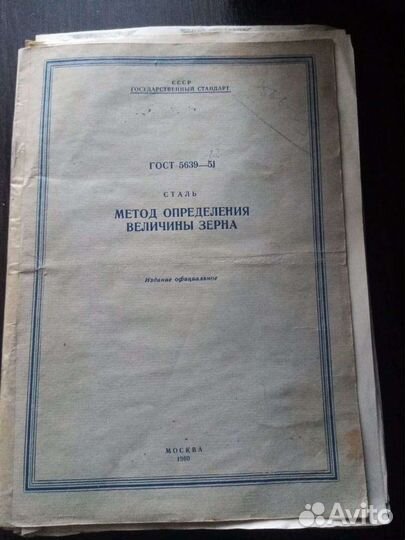 СССР
ГОСУДАРСТВЕННЫЙ СТАНДАРТ
ГОСТ 5639—51
СТАЛЬ
МЕТОД ОПРЕДЕЛЕНИЯ
ВЕЛИЧИНЫ ЗЕРНА
Издание официальное
МОСКВА
1960
Avito